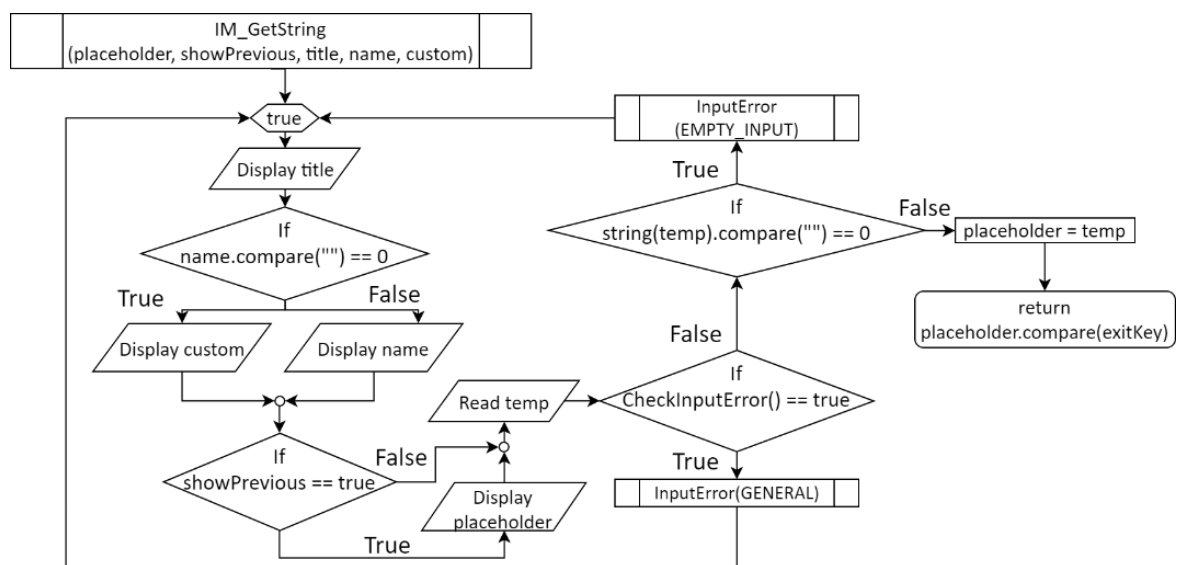 IM_GetString
(placeholder, showPrevious, title, name, custom)
true
Display title
If
name.compare("") == 0
True
False
Display custom
Display name
If
showPrevious == true
False
True
Display
placeholder
Read temp
If
CheckInputError() == true
True
InputError(GENERAL)
False
If
string(temp).compare("") == 0
True
InputError
(EMPTY_INPUT)
False
placeholder = temp
return
placeholder.compare(exitKey)